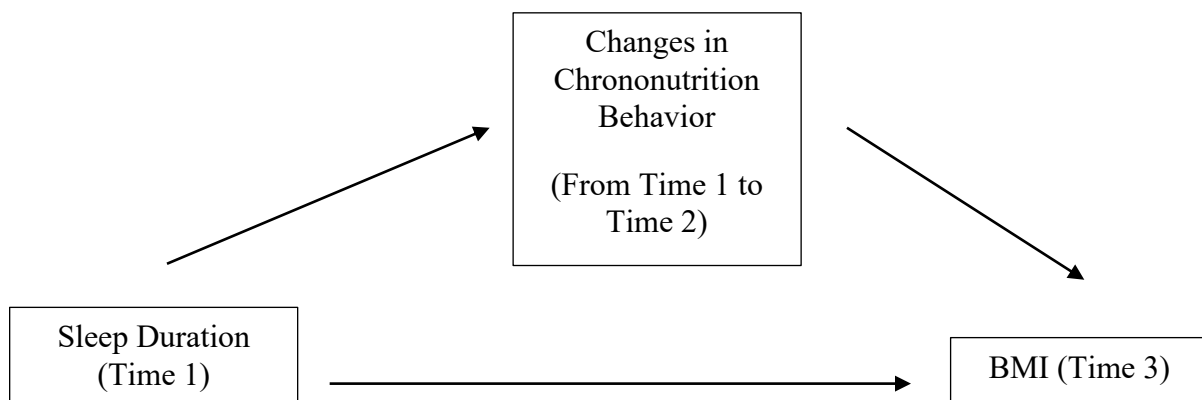 Changes in
Chrononutrition
Behavior
(From Time 1 to
Time 2)
Sleep Duration
(Time 1)
BMI (Time 3)